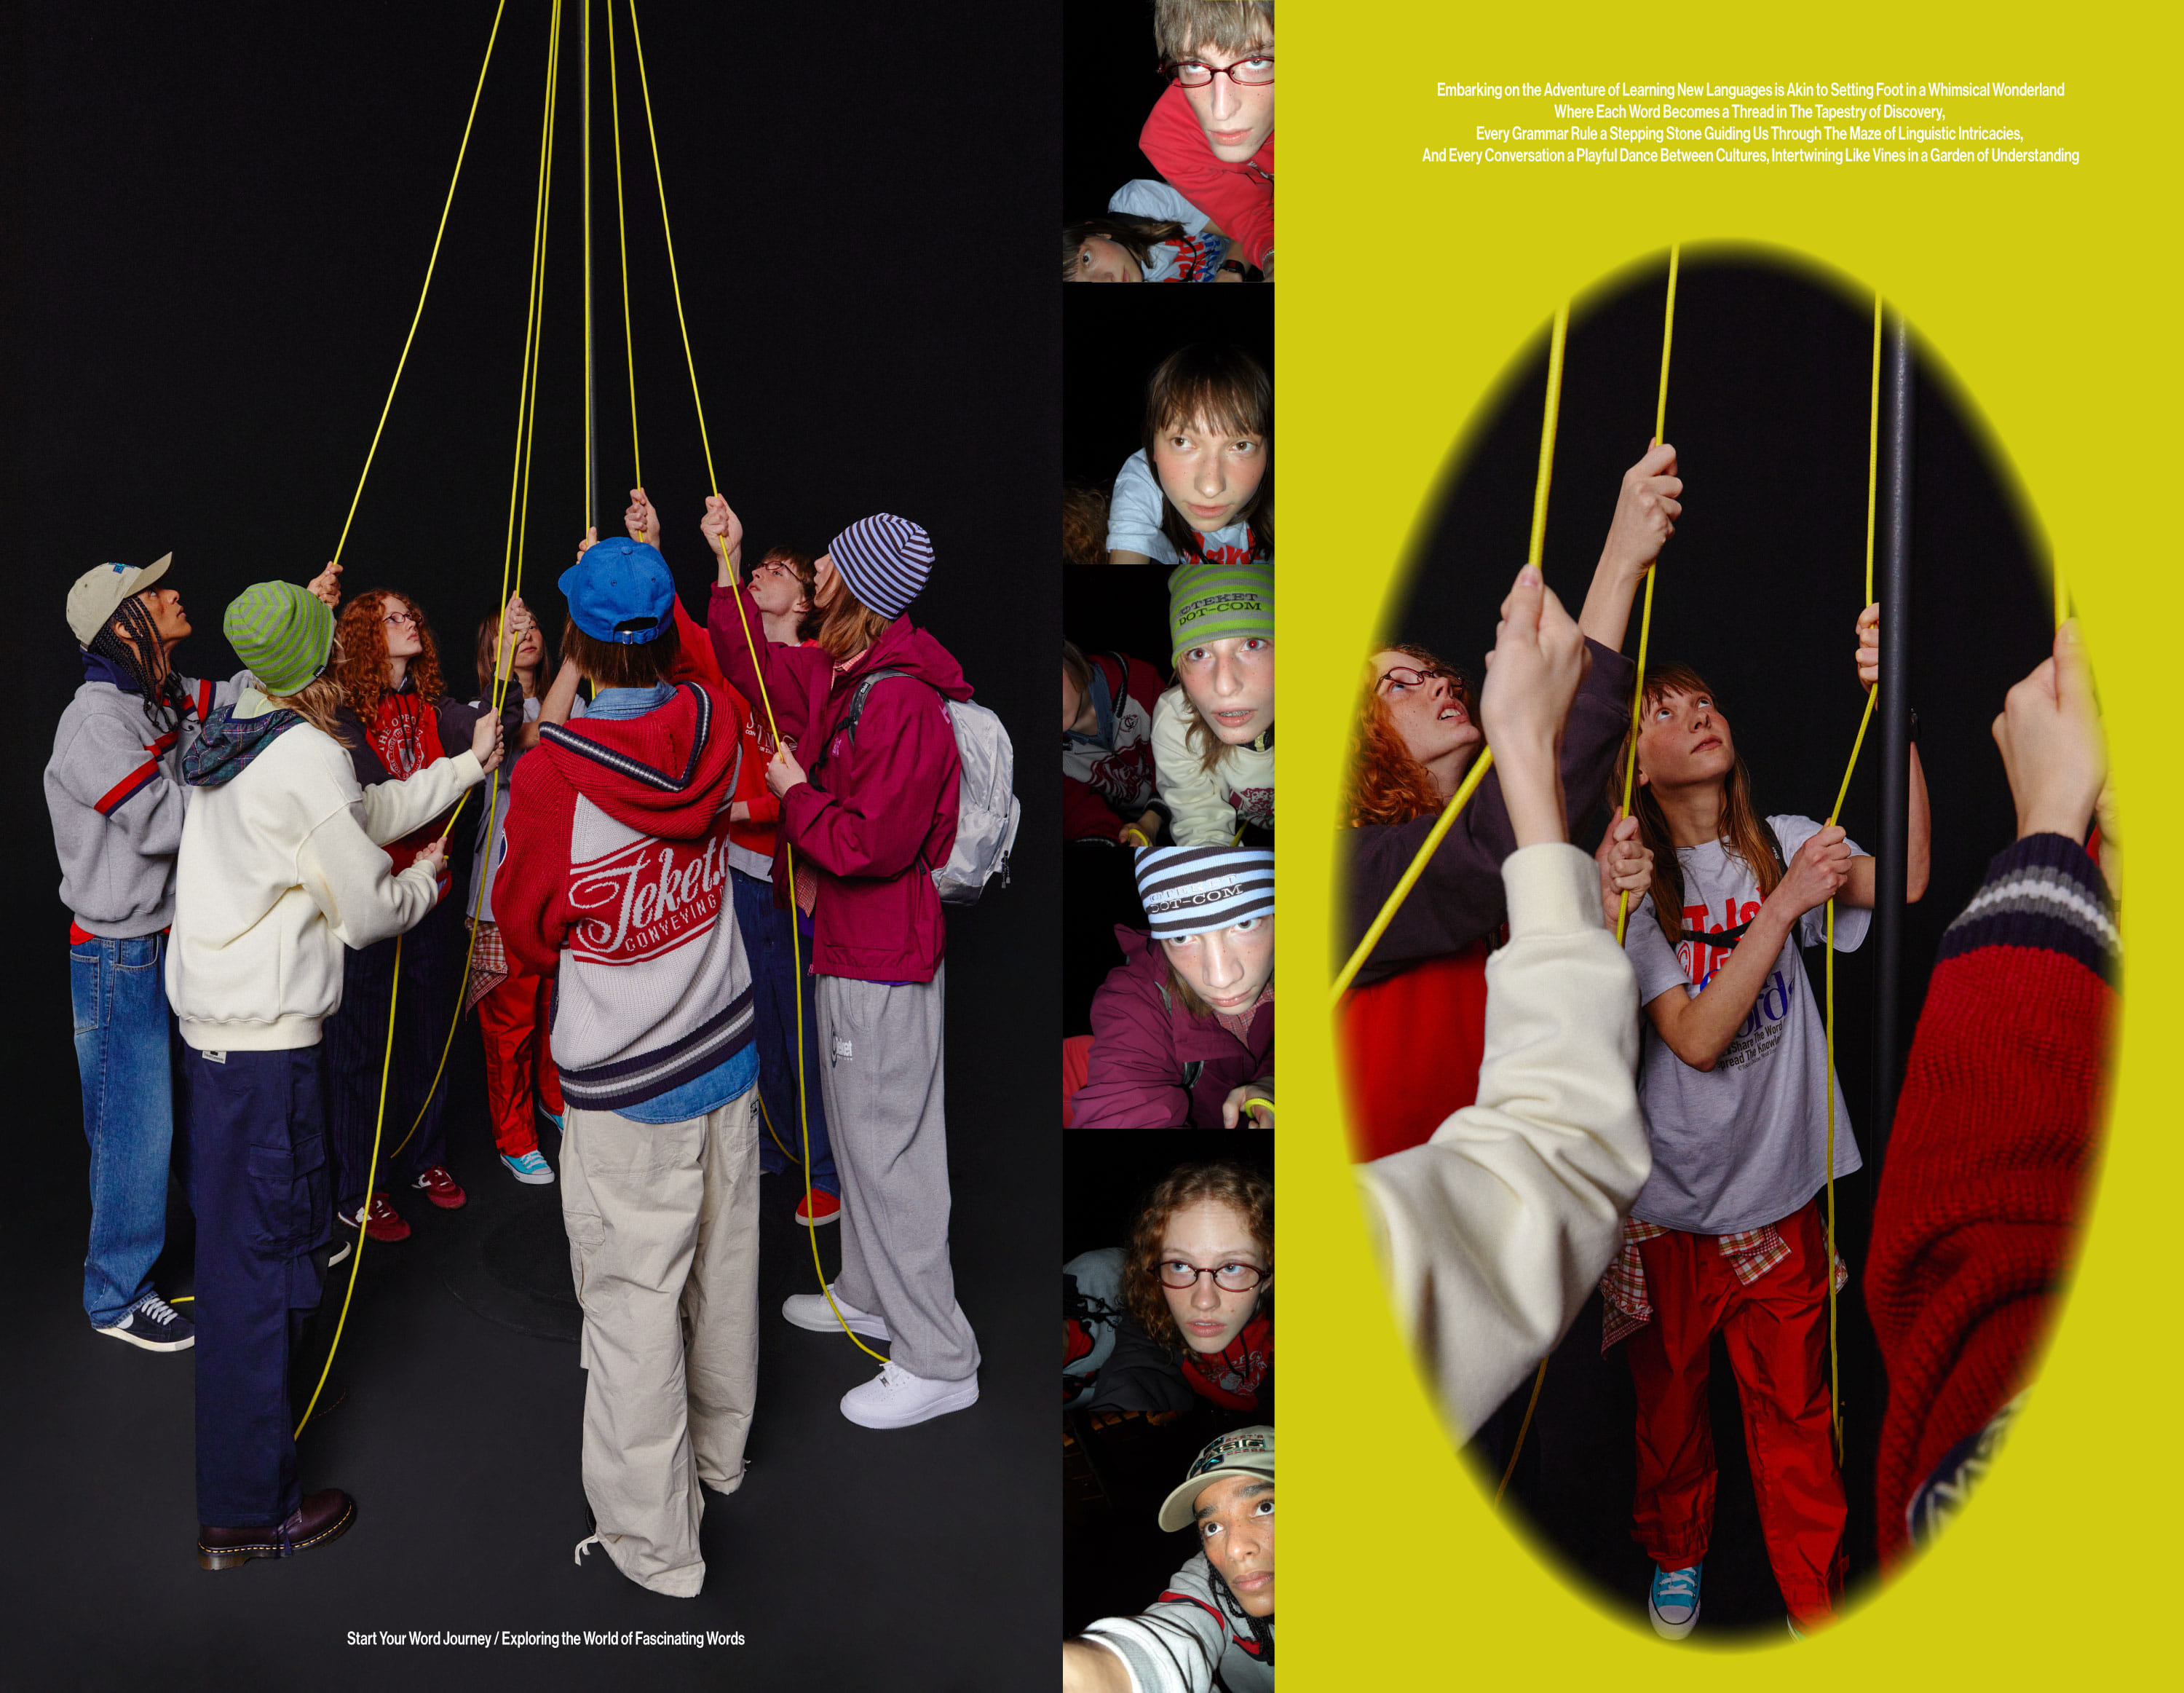 Embarking on the Adventure of Learning New Languages is Akin to Setting Foot in a Whimsical Wonderland
Where Each Word Becomes a Thread in The Tapestry of Discovery,
Every Grammar Rule a Stepping Stone Guiding Us Through The Maze of Linguistic Intricacies,
And Every Conversation a Playful Dance Between Cultures, Intertwining Like Vines in a Garden of Understanding
Teket.
CONVEYING
TEKET
DOT-COM
DOT-COM
Share The Word
Start Your Word Journey / Exploring the World of Fascinating Words